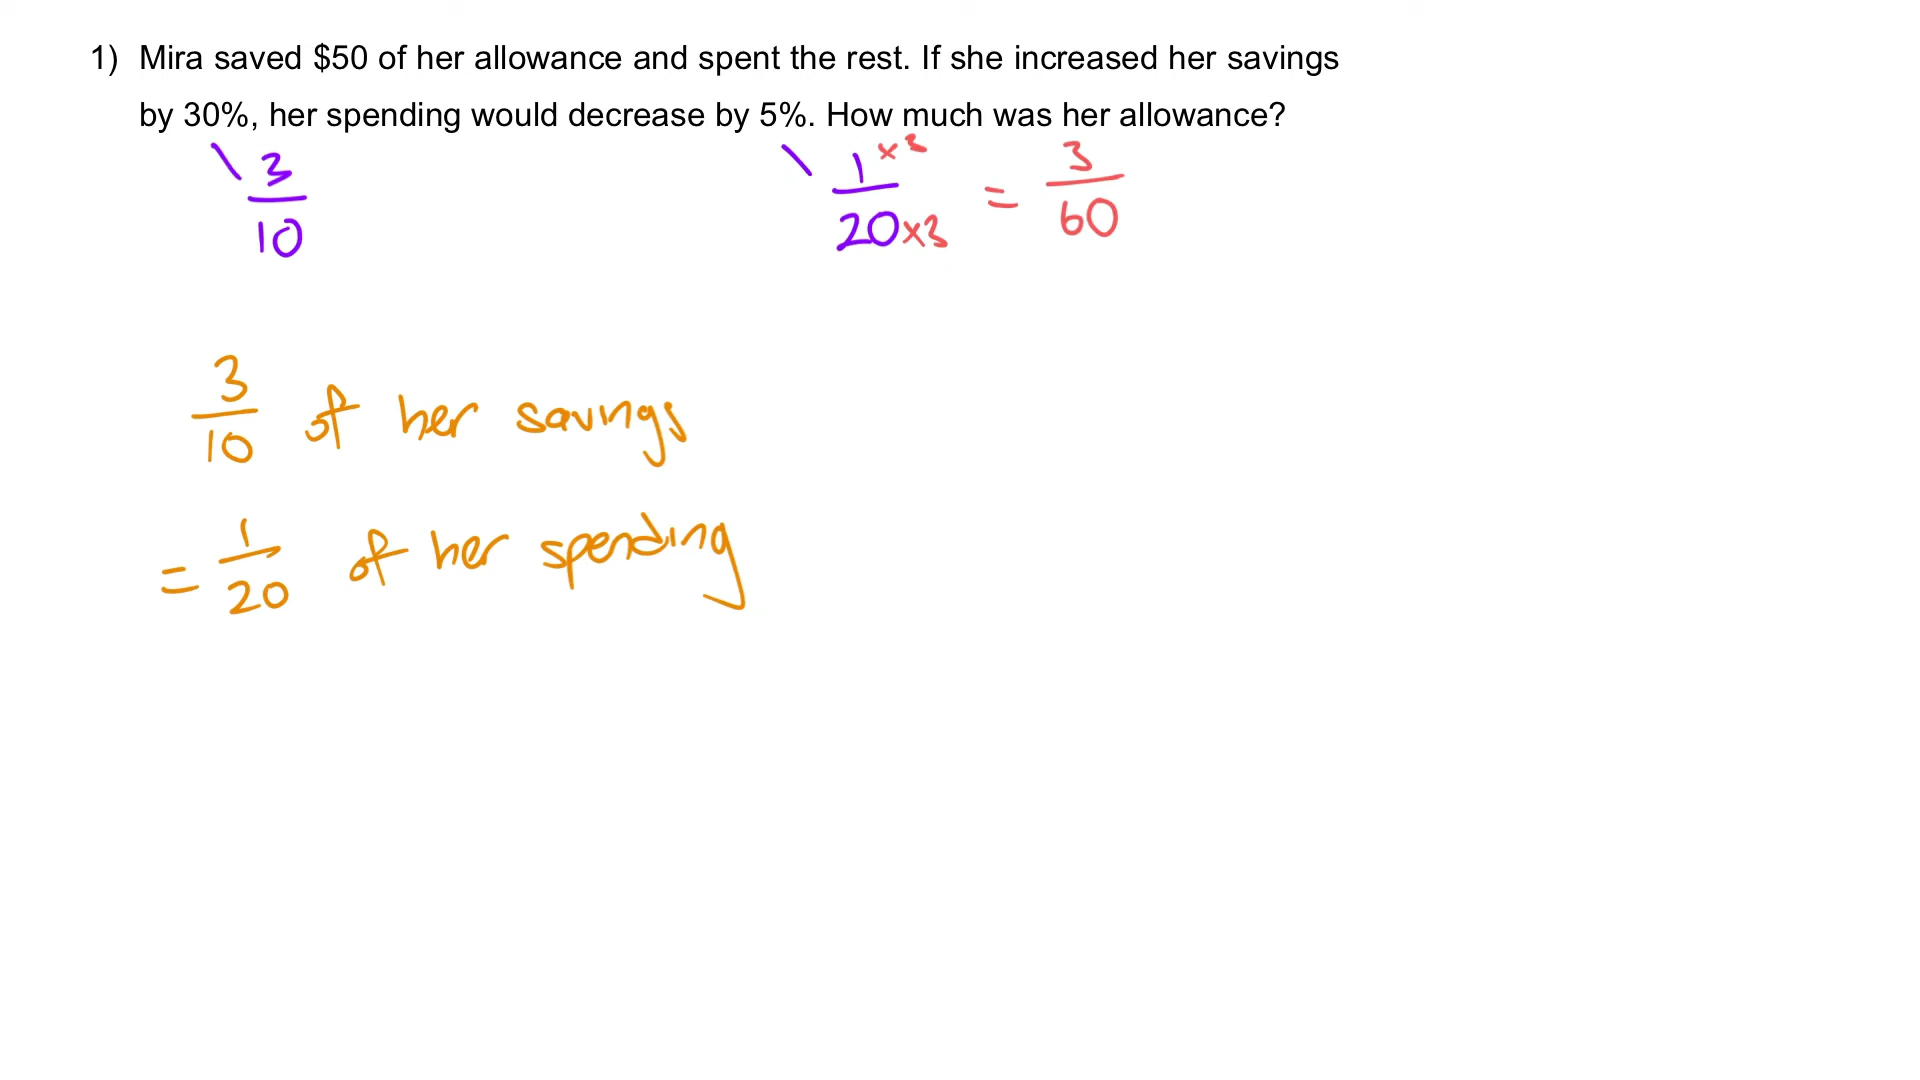 1) Mira saved $50 of her allowance and spent the rest. If she increased her savings
by 30%, her spending would decrease by 5%. How much was her allowance?
\ 3/10 \ 1×3/20×3 = 3/60
3/10 of her savings
= 1/20 of her spending